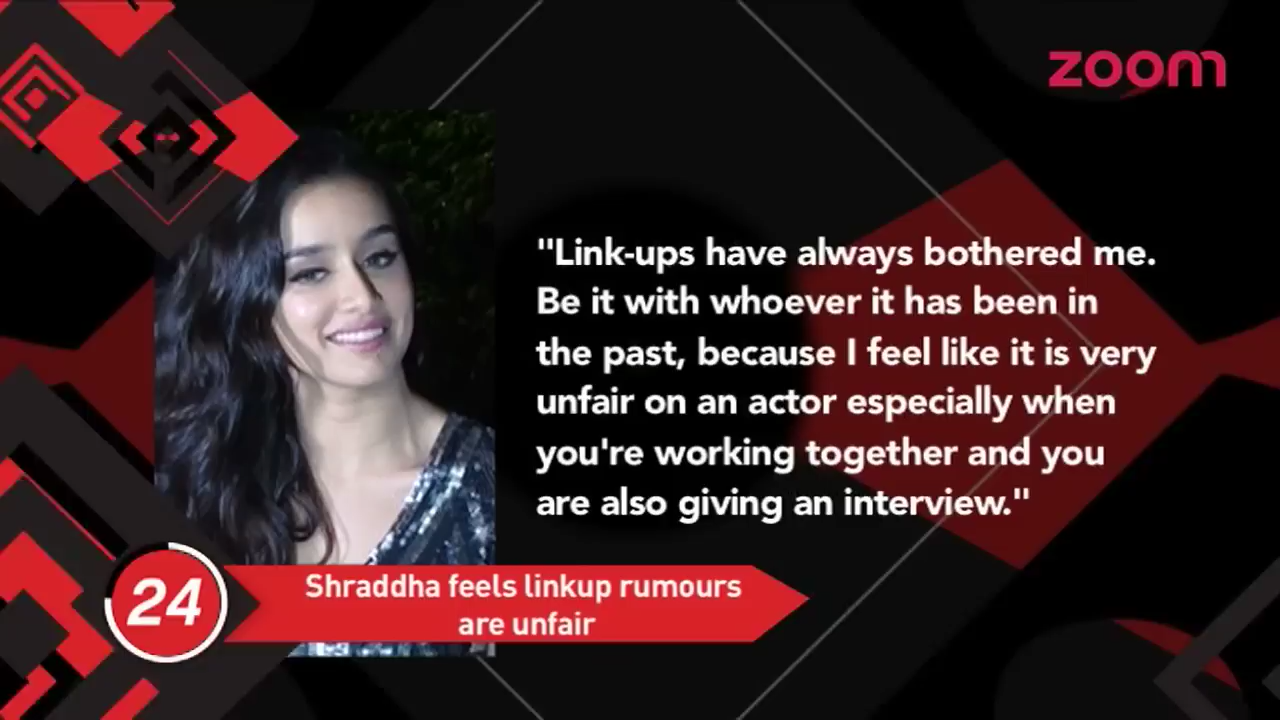 zoom
"Link-ups have always bothered me.
Be it with whoever it has been in
the past, because I feel like it is very
unfair on an actor especially when
you're working together and you
are also giving an interview."
24
Shraddha feels linkup rumours
are unfair